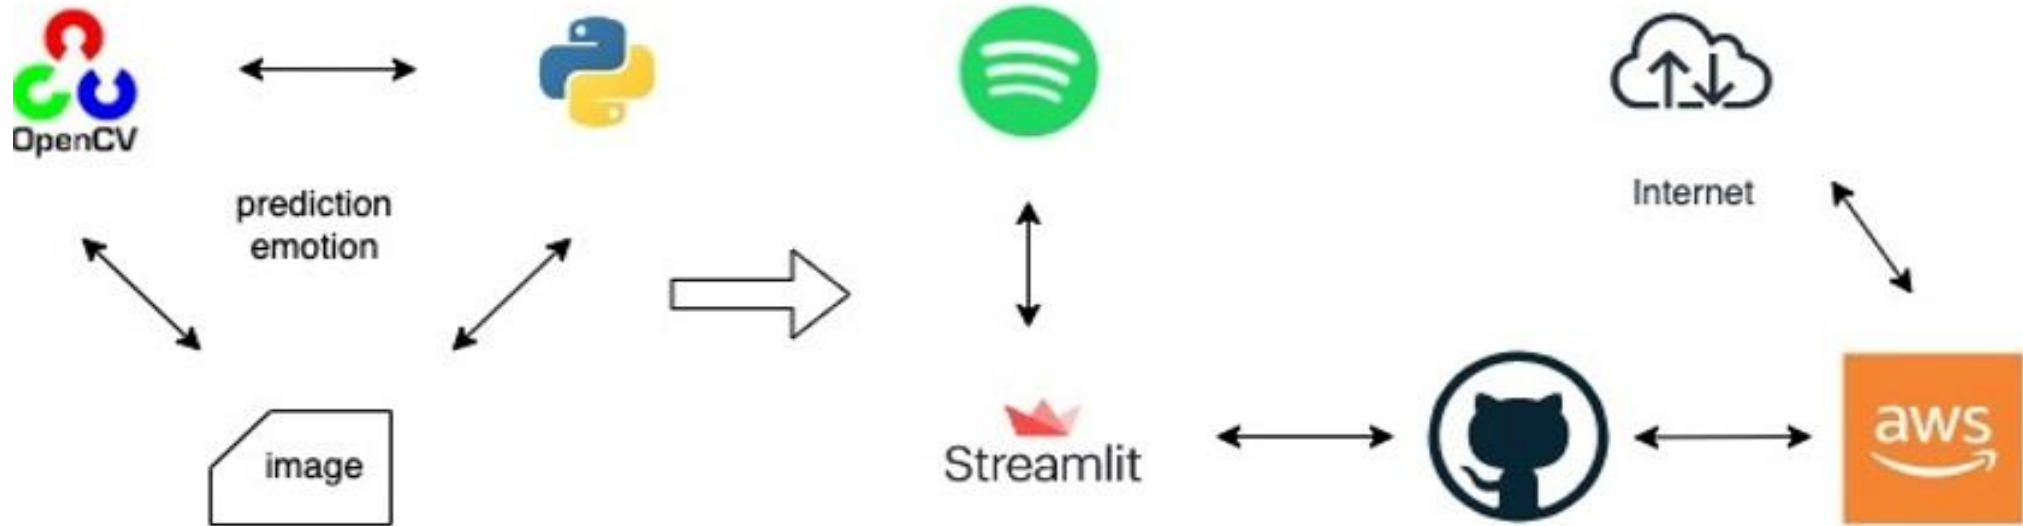 OpenCV
prediction
emotion
image
Streamlit
Internet
aws